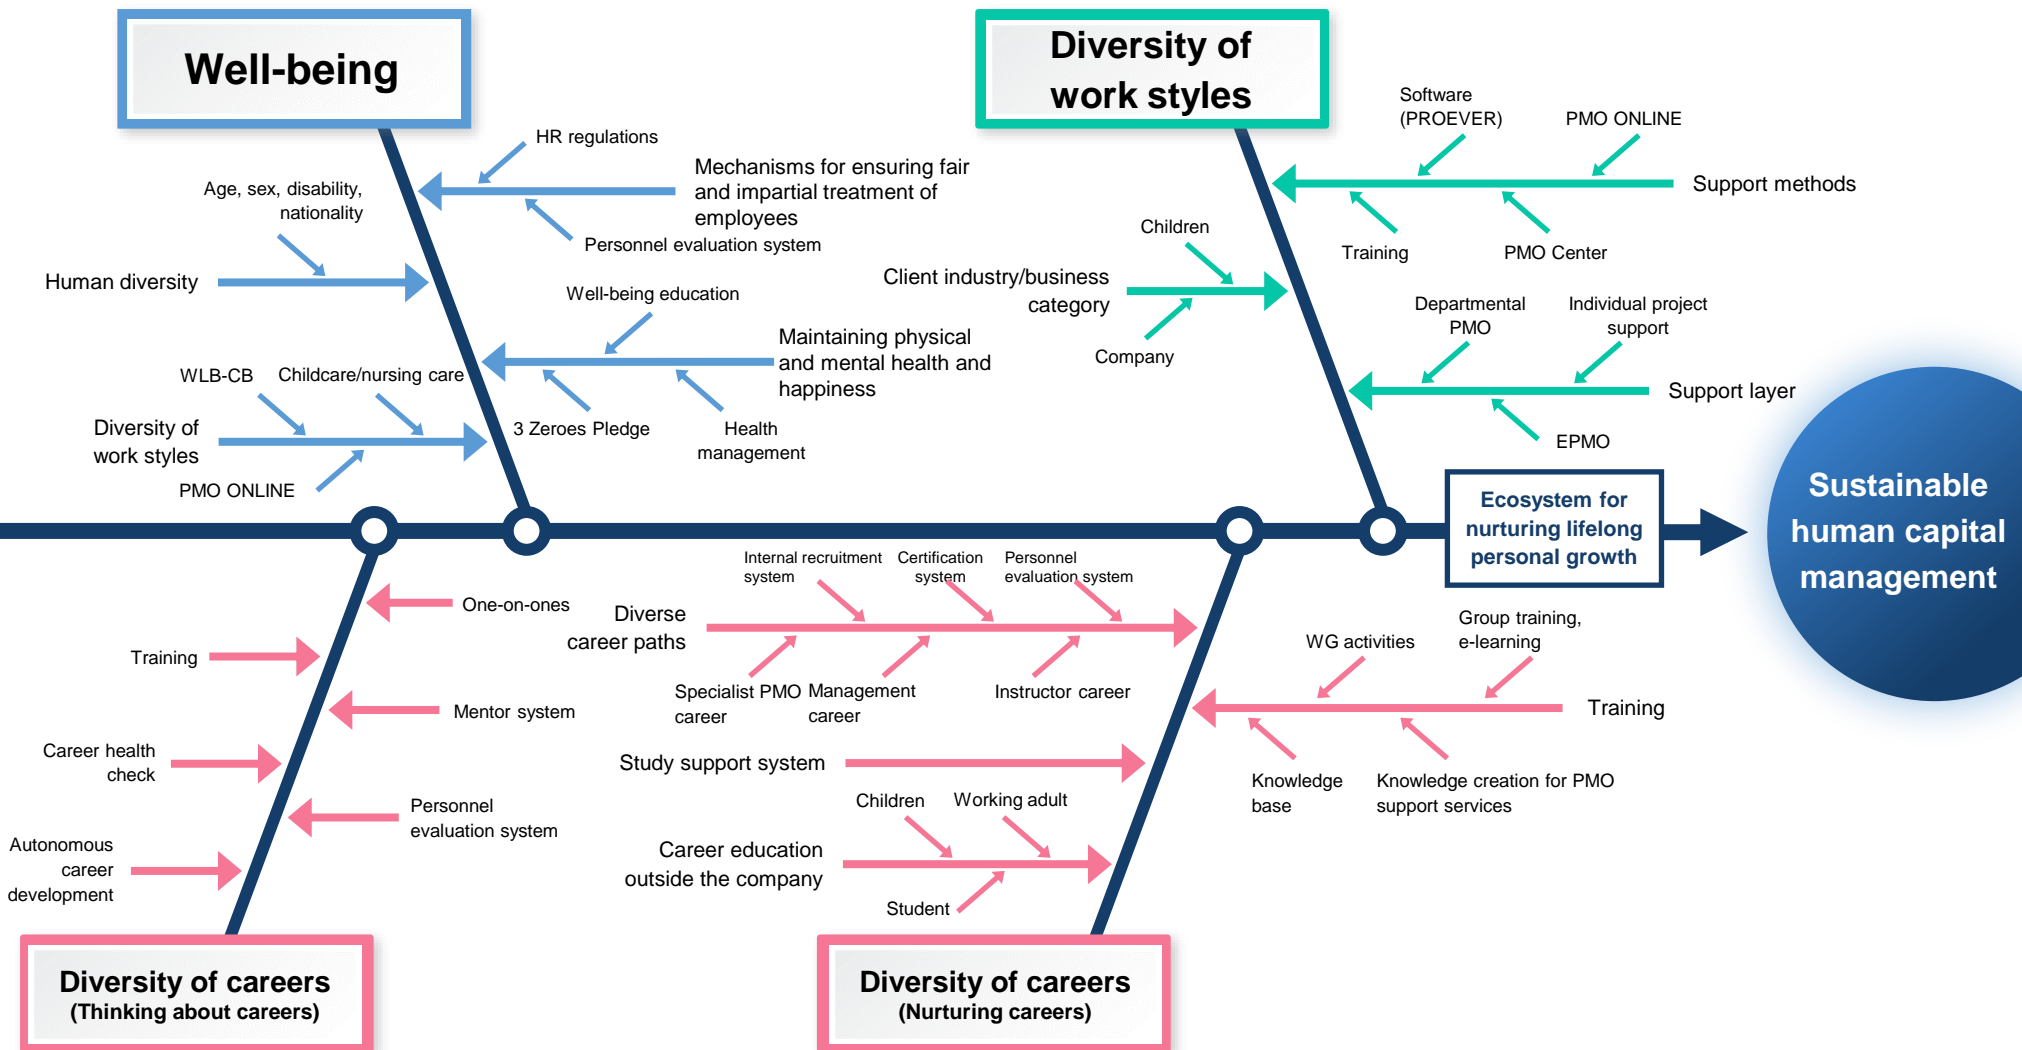 Well-being
Diversity of
work styles
HR regulations
Mechanisms for ensuring fair
and impartial treatment of
employees
Age, sex, disability,
nationality
Personnel evaluation system
Human diversity
Well-being education
Maintaining physical
and mental health and
happiness
WLB-CB
Childcare/nursing care
3 Zeroes Pledge
Health
management
Diversity of
work styles
PMO ONLINE
Software
(PROEVER)
PMO ONLINE
Support methods
Training
PMO Center
Children
Client industry/business
category
Company
Departmental
PMO
Individual project
support
Support layer
EPMO
Ecosystem for
nurturing lifelong
personal growth
Sustainable
human capital
management
One-on-ones
Training
Mentor system
Career health
check
Personnel
evaluation system
Autonomous
career
development
Diversity of careers
(Thinking about careers)
Internal recruitment
system
Certification
system
Personnel
evaluation system
Diverse
career paths
Specialist PMO
career
Management
career
Instructor career
WG activities
Group training,
e-learning
Training
Knowledge
base
Knowledge creation for PMO
support services
Study support system
Children
Working adult
Career education
outside the company
Student
Diversity of careers
(Nurturing careers)